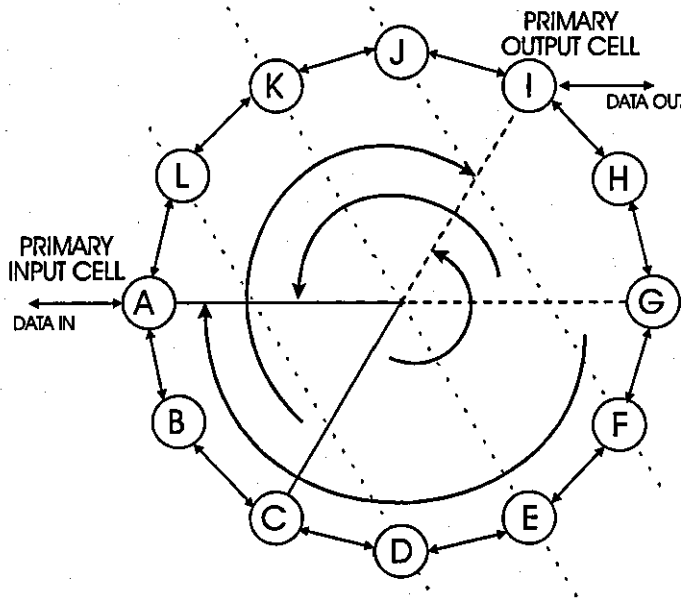 PRIMARY
OUTPUT CELL
J
K
I
DATA OUT
L
H
PRIMARY
INPUT CELL
A
G
DATA IN
B
F
C
E
D